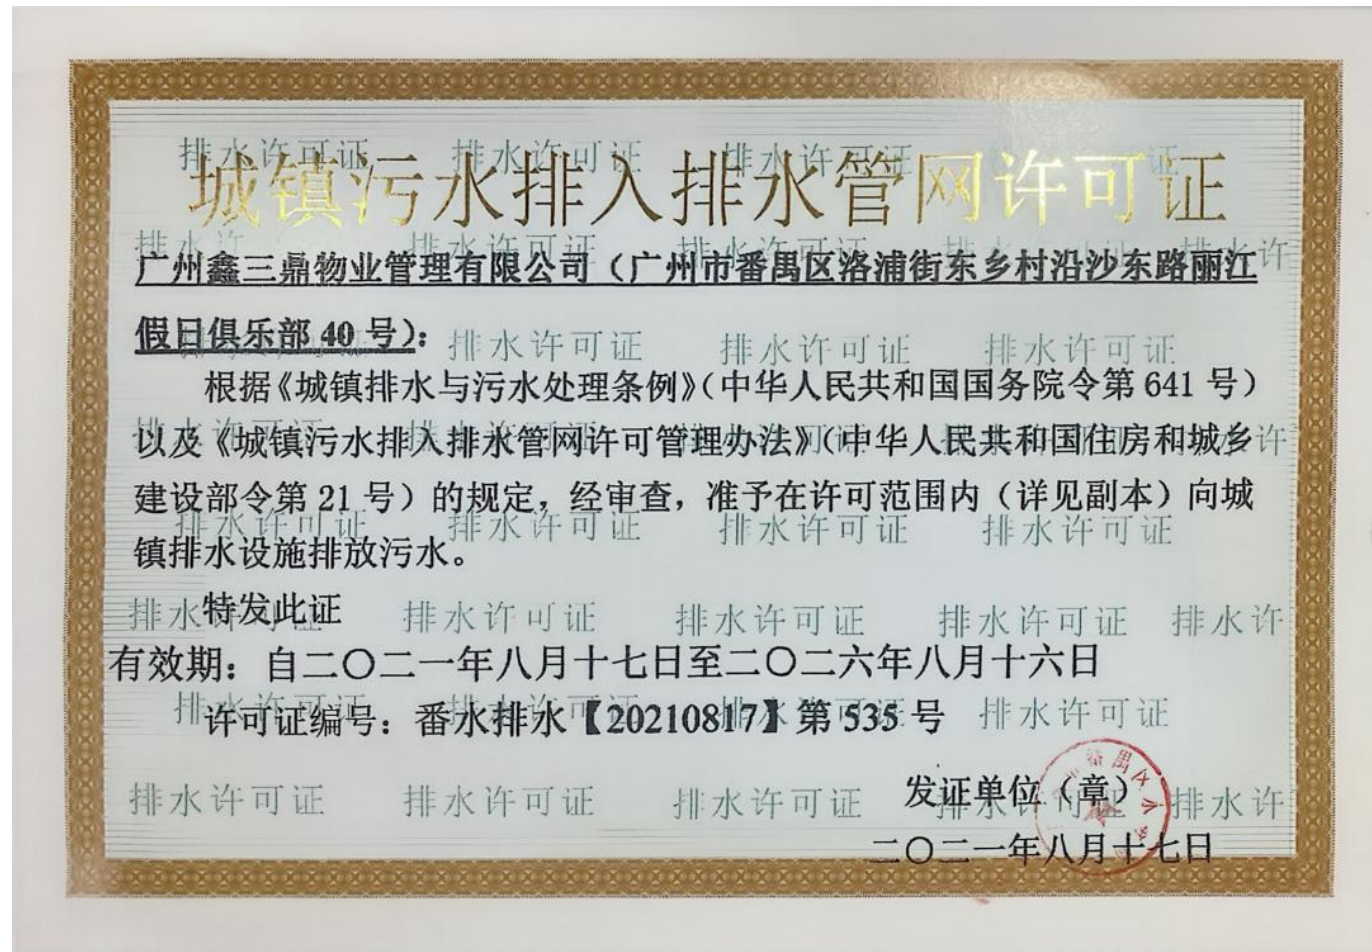 城镇污水排入排水管网许可证
广州鑫三鼎物业管理有限公司（广州市番禺区洛浦街东乡村沿沙东路丽江
假日俱乐部 40 号）：
根据《城镇排水与污水处理条例》（中华人民共和国国务院令第 641 号）
以及《城镇污水排入排水管网许可管理办法》（中华人民共和国住房和城乡
建设部令第 21 号）的规定，经审查，准予在许可范围内（详见副本）向城
镇排水设施排放污水。
特发此证
有效期：自二〇二一年八月十七日至二〇二六年八月十六日
许可证编号：番水排水【20210817】第 535 号
发证单位（章）
二〇二一年八月十七日
排水许可证